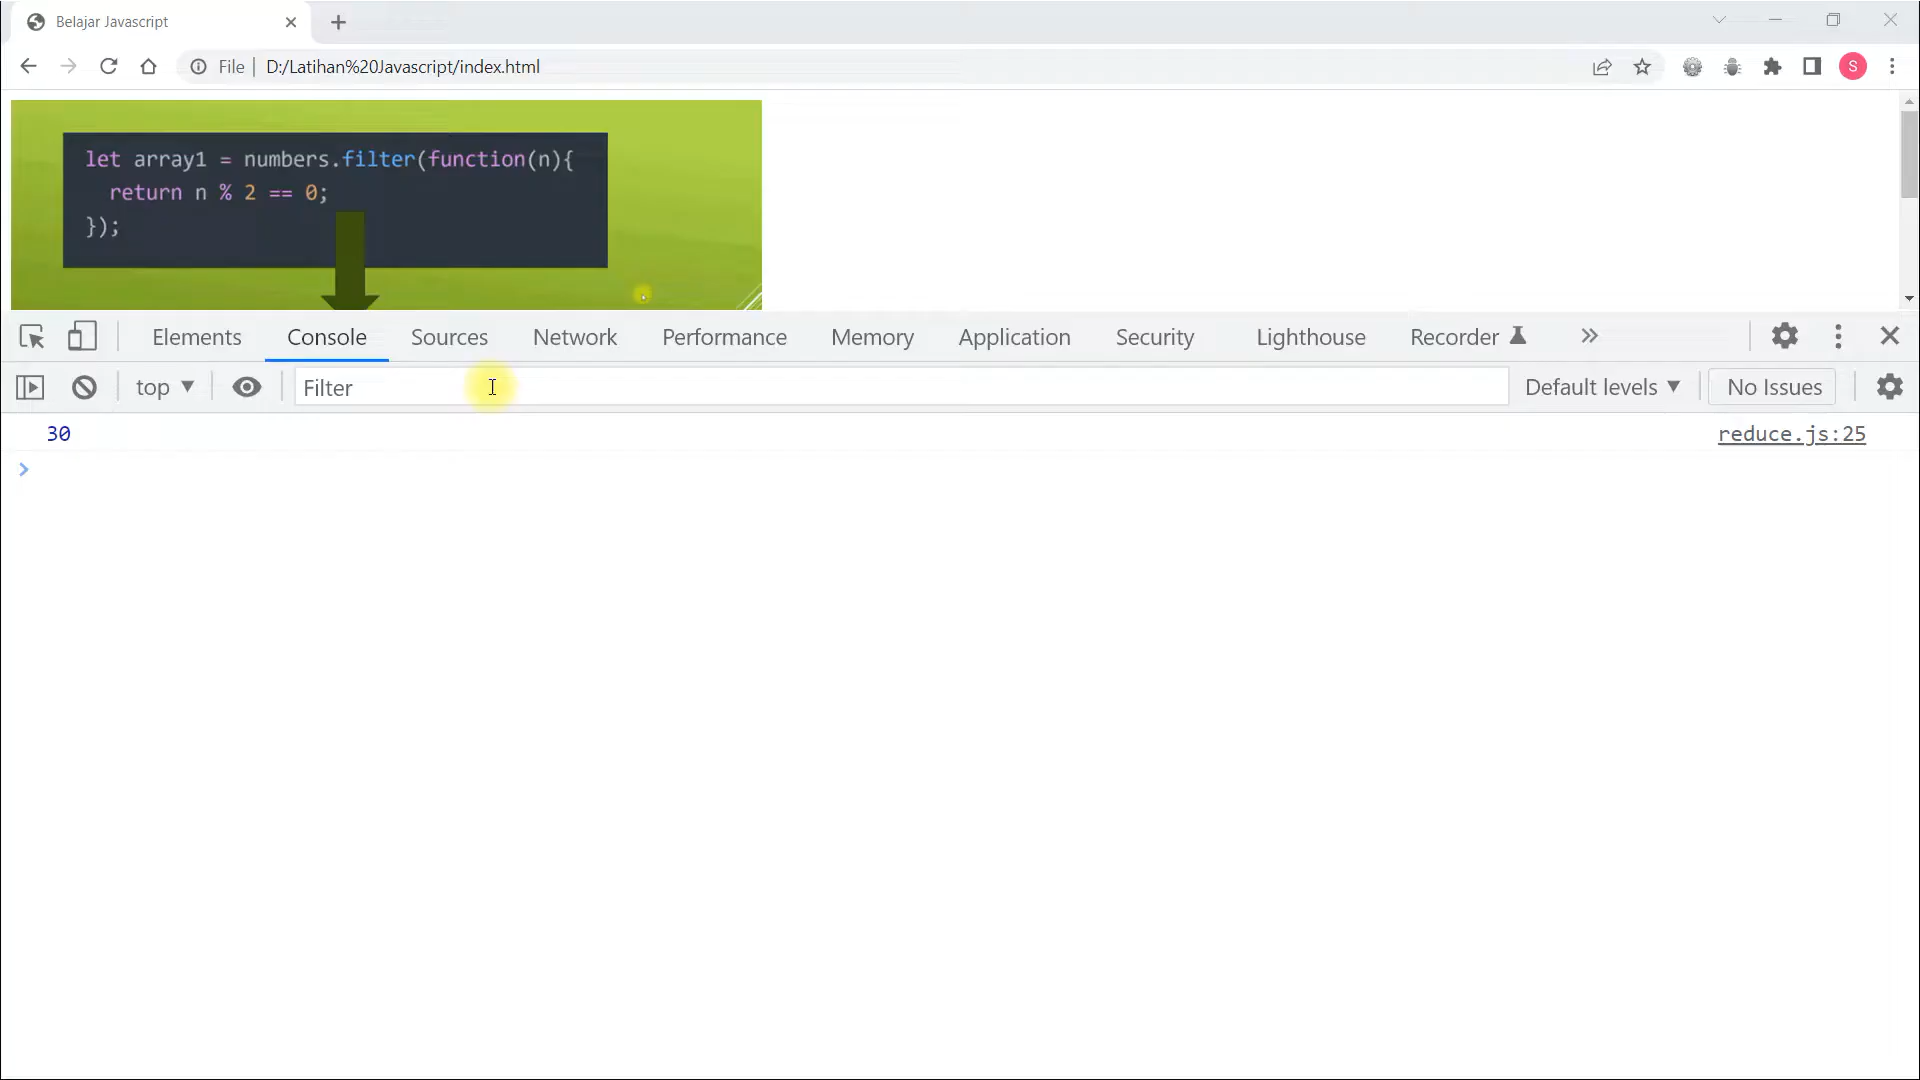 Belajar Javascript
File | D:/Latihan%20Javascript/index.html
S
let array1 = numbers.filter(function(n){
return n % 2 == 0;
});
Elements Console Sources Network Performance Memory Application Security Lighthouse Recorder
top ▼ Filter Default levels ▼ No Issues
30 reduce.js:25